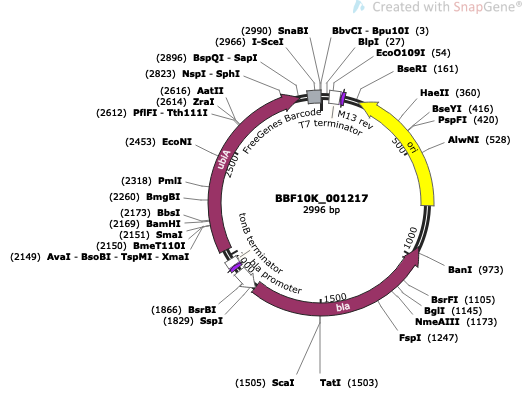 Created with SnapGene®
(2990) SnaBI
(2966) I-SceI
(2896) BspQI - SapI
(2823) NspI - SphI
(2616) AatII
(2614) ZraI
(2612) PflFI - Tth111I
(2453) EcoNI
(2318) PmlI
(2260) BmgBI
(2173) BbsI
(2169) BamHI
(2151) SmaI
(2150) BmeT110I
(2149) AvaI - BsoBI - TspMI - XmaI
(1866) BsrBI
(1829) SspI
(1505) ScaI
BbvCI - Bpu10I (3)
BlpI (27)
EcoO109I (54)
BseRI (161)
HaeII (360)
BseYI (416)
PspFI (420)
AlwNI (528)
BanI (973)
BsrFI (1105)
BglI (1145)
NmeAIII (1173)
FspI (1247)
TatI (1503)
FreeGenes Barcode
T7 terminator
M13 rev
ori
500
1000
1500
bla
bla promoter
tonB terminator
ubiA
2500
BBF10K_001217
2996 bp